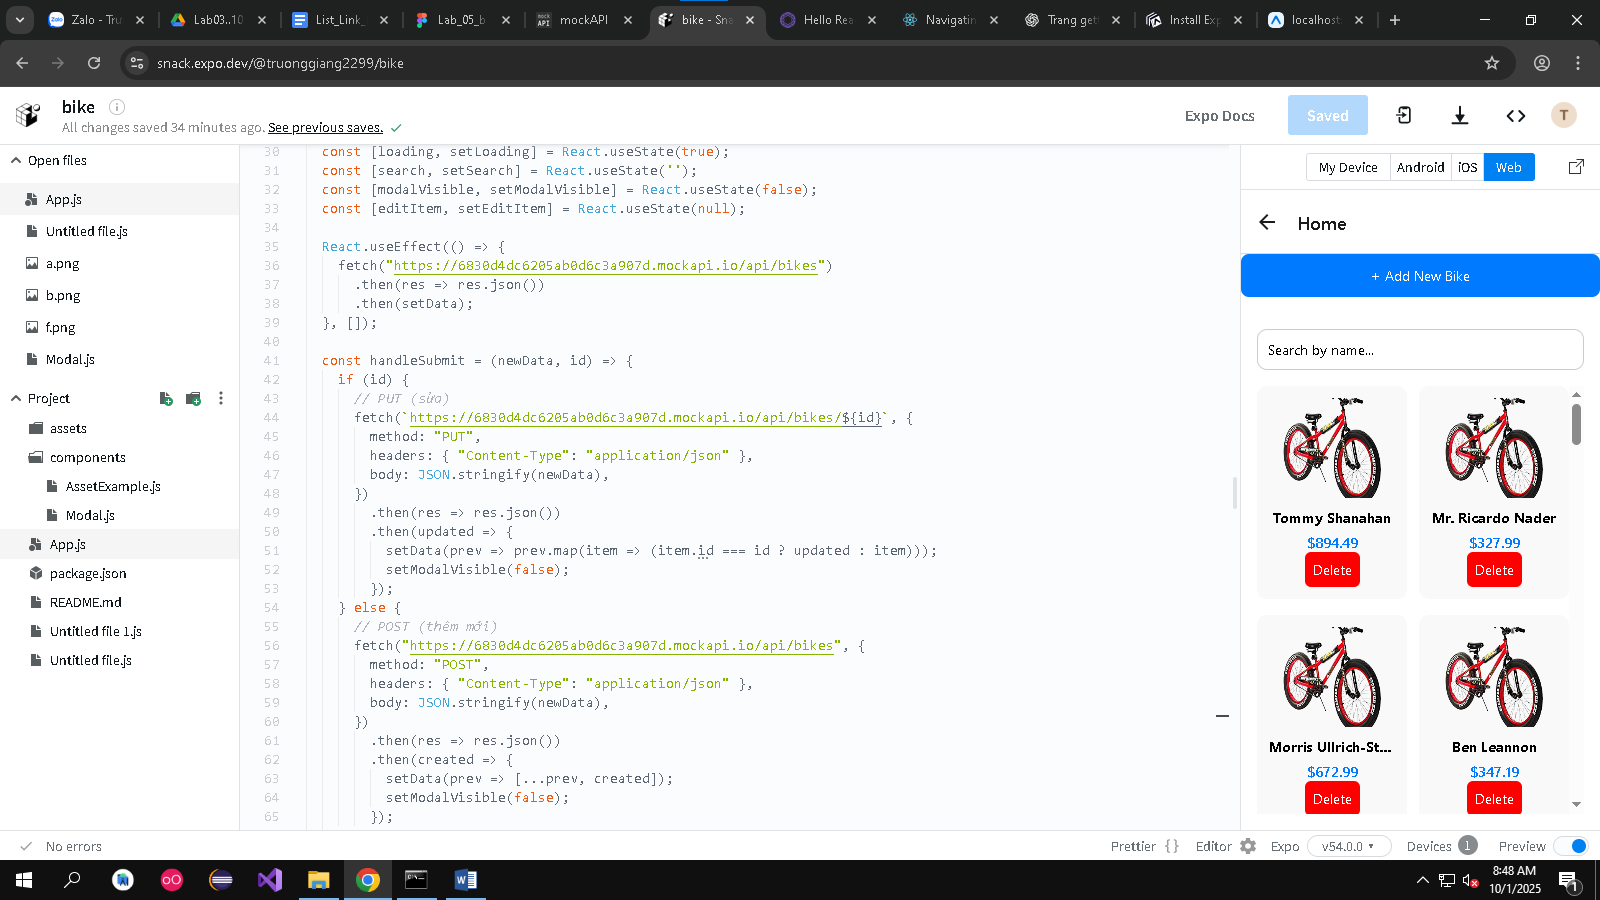 Zalo - Tru
Lab03..10
List_Link_
Lab_05_b
mock API
mockAPI
bike - Sna
Hello Rea
Navigatin
Trang get
Install Exp
localhost
snack.expo.dev/@truonggiang2299/bike
bike
All changes saved 34 minutes ago. See previous saves.
Expo Docs
Saved
T
Open files
App.js
Untitled file.js
a.png
b.png
f.png
Modal.js
Project
assets
components
AssetExample.js
Modal.js
App.js
package.json
README.md
Untitled file 1.js
Untitled file.js
30 const [loading, setLoading] = React.useState(true);
31 const [search, setSearch] = React.useState('');
32 const [modalVisible, setModalVisible] = React.useState(false);
33 const [editItem, setEditItem] = React.useState(null);
34
35 React.useEffect(() => {
36 fetch("https://6830d4dc6205ab0d6c3a907d.mockapi.io/api/bikes")
37 .then(res => res.json())
38 .then(setData);
39 }, []);
40
41 const handleSubmit = (newData, id) => {
42 if (id) {
43 // PUT (sửa)
44 fetch(`https://6830d4dc6205ab0d6c3a907d.mockapi.io/api/bikes/${id}`, {
45 method: "PUT",
46 headers: { "Content-Type": "application/json" },
47 body: JSON.stringify(newData),
48 })
49 .then(res => res.json())
50 .then(updated => {
51 setData(prev => prev.map(item => (item.id === id ? updated : item)));
52 setModalVisible(false);
53 });
54 } else {
55 // POST (thêm mới)
56 fetch("https://6830d4dc6205ab0d6c3a907d.mockapi.io/api/bikes", {
57 method: "POST",
58 headers: { "Content-Type": "application/json" },
59 body: JSON.stringify(newData),
60 })
61 .then(res => res.json())
62 .then(created => {
63 setData(prev => [...prev, created]);
64 setModalVisible(false);
65 });
My Device
Android
iOS
Web
Home
+ Add New Bike
Search by name...
Tommy Shanahan
$894.49
Delete
Mr. Ricardo Nader
$327.99
Delete
Morris Ullrich-St...
$672.99
Delete
Ben Leannon
$347.19
Delete
No errors
Prettier { }
Editor
Expo
v54.0.0
Devices 1
Preview
8:48 AM
10/1/2025
1